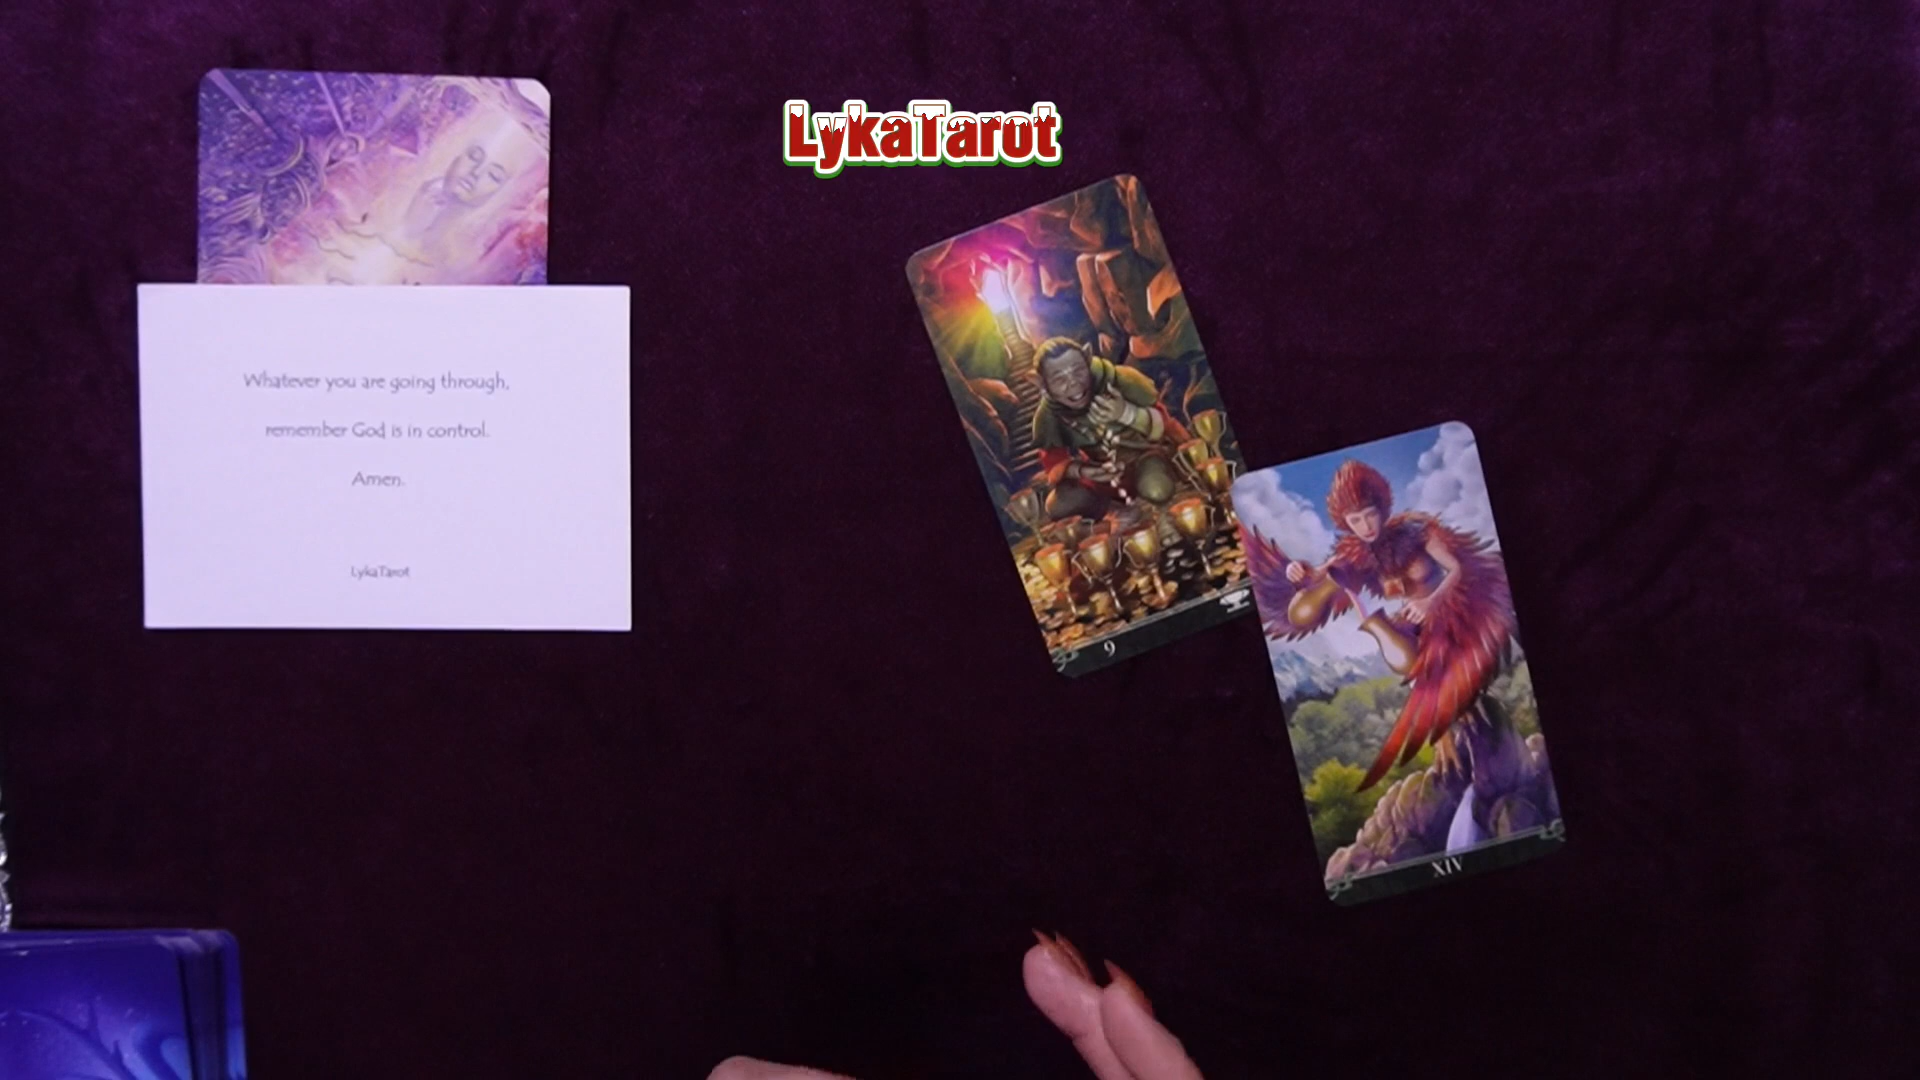 LykaTarot
Whatever you are going through,
remember God is in control.
Amen.
LykaTarot
9
XIV